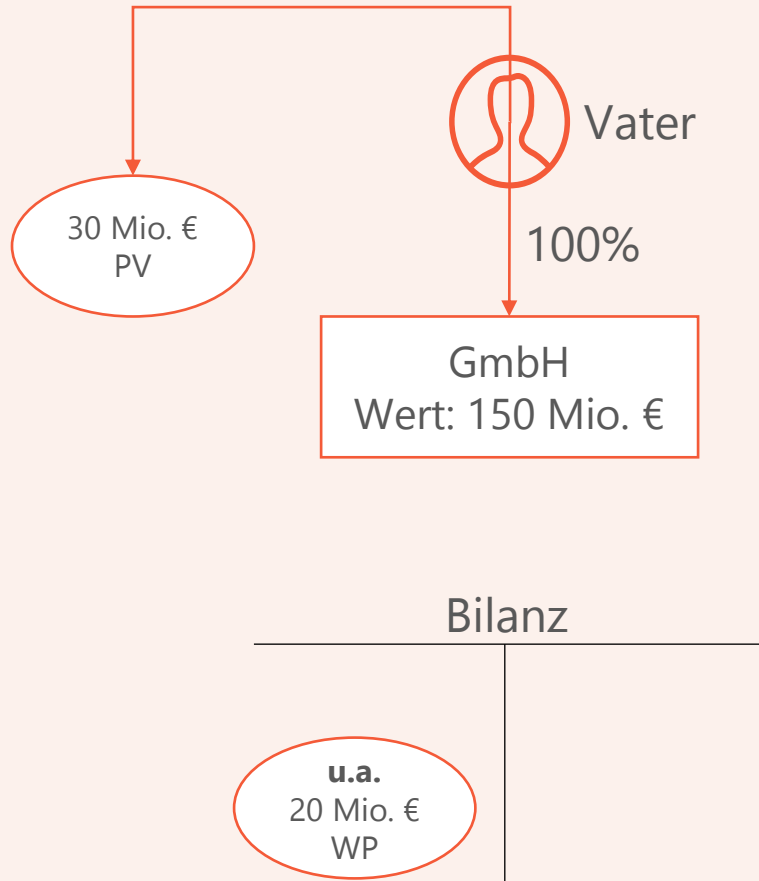 Vater
30 Mio. €
PV
100%
GmbH
Wert: 150 Mio. €
Bilanz
u.a.
20 Mio. €
WP